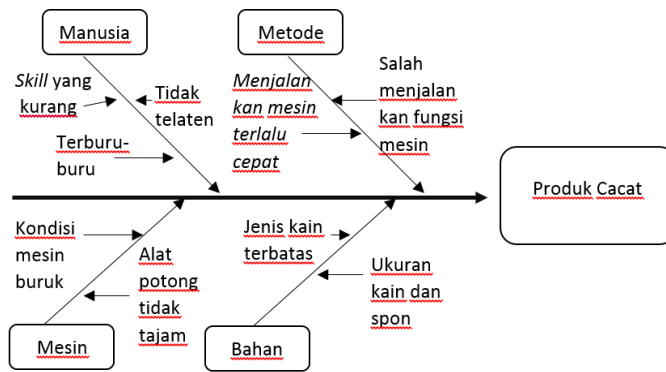 Manusia
Metode
Skill yang
kurang
Tidak
telaten
Terburu-
buru
Menjalan
kan mesin
terlalu
cepat
Salah
menjalan
kan fungsi
mesin
Produk Cacat
Kondisi
mesin
buruk
Alat
potong
tidak
tajam
Jenis kain
terbatas
Ukuran
kain dan
spon
Mesin
Bahan